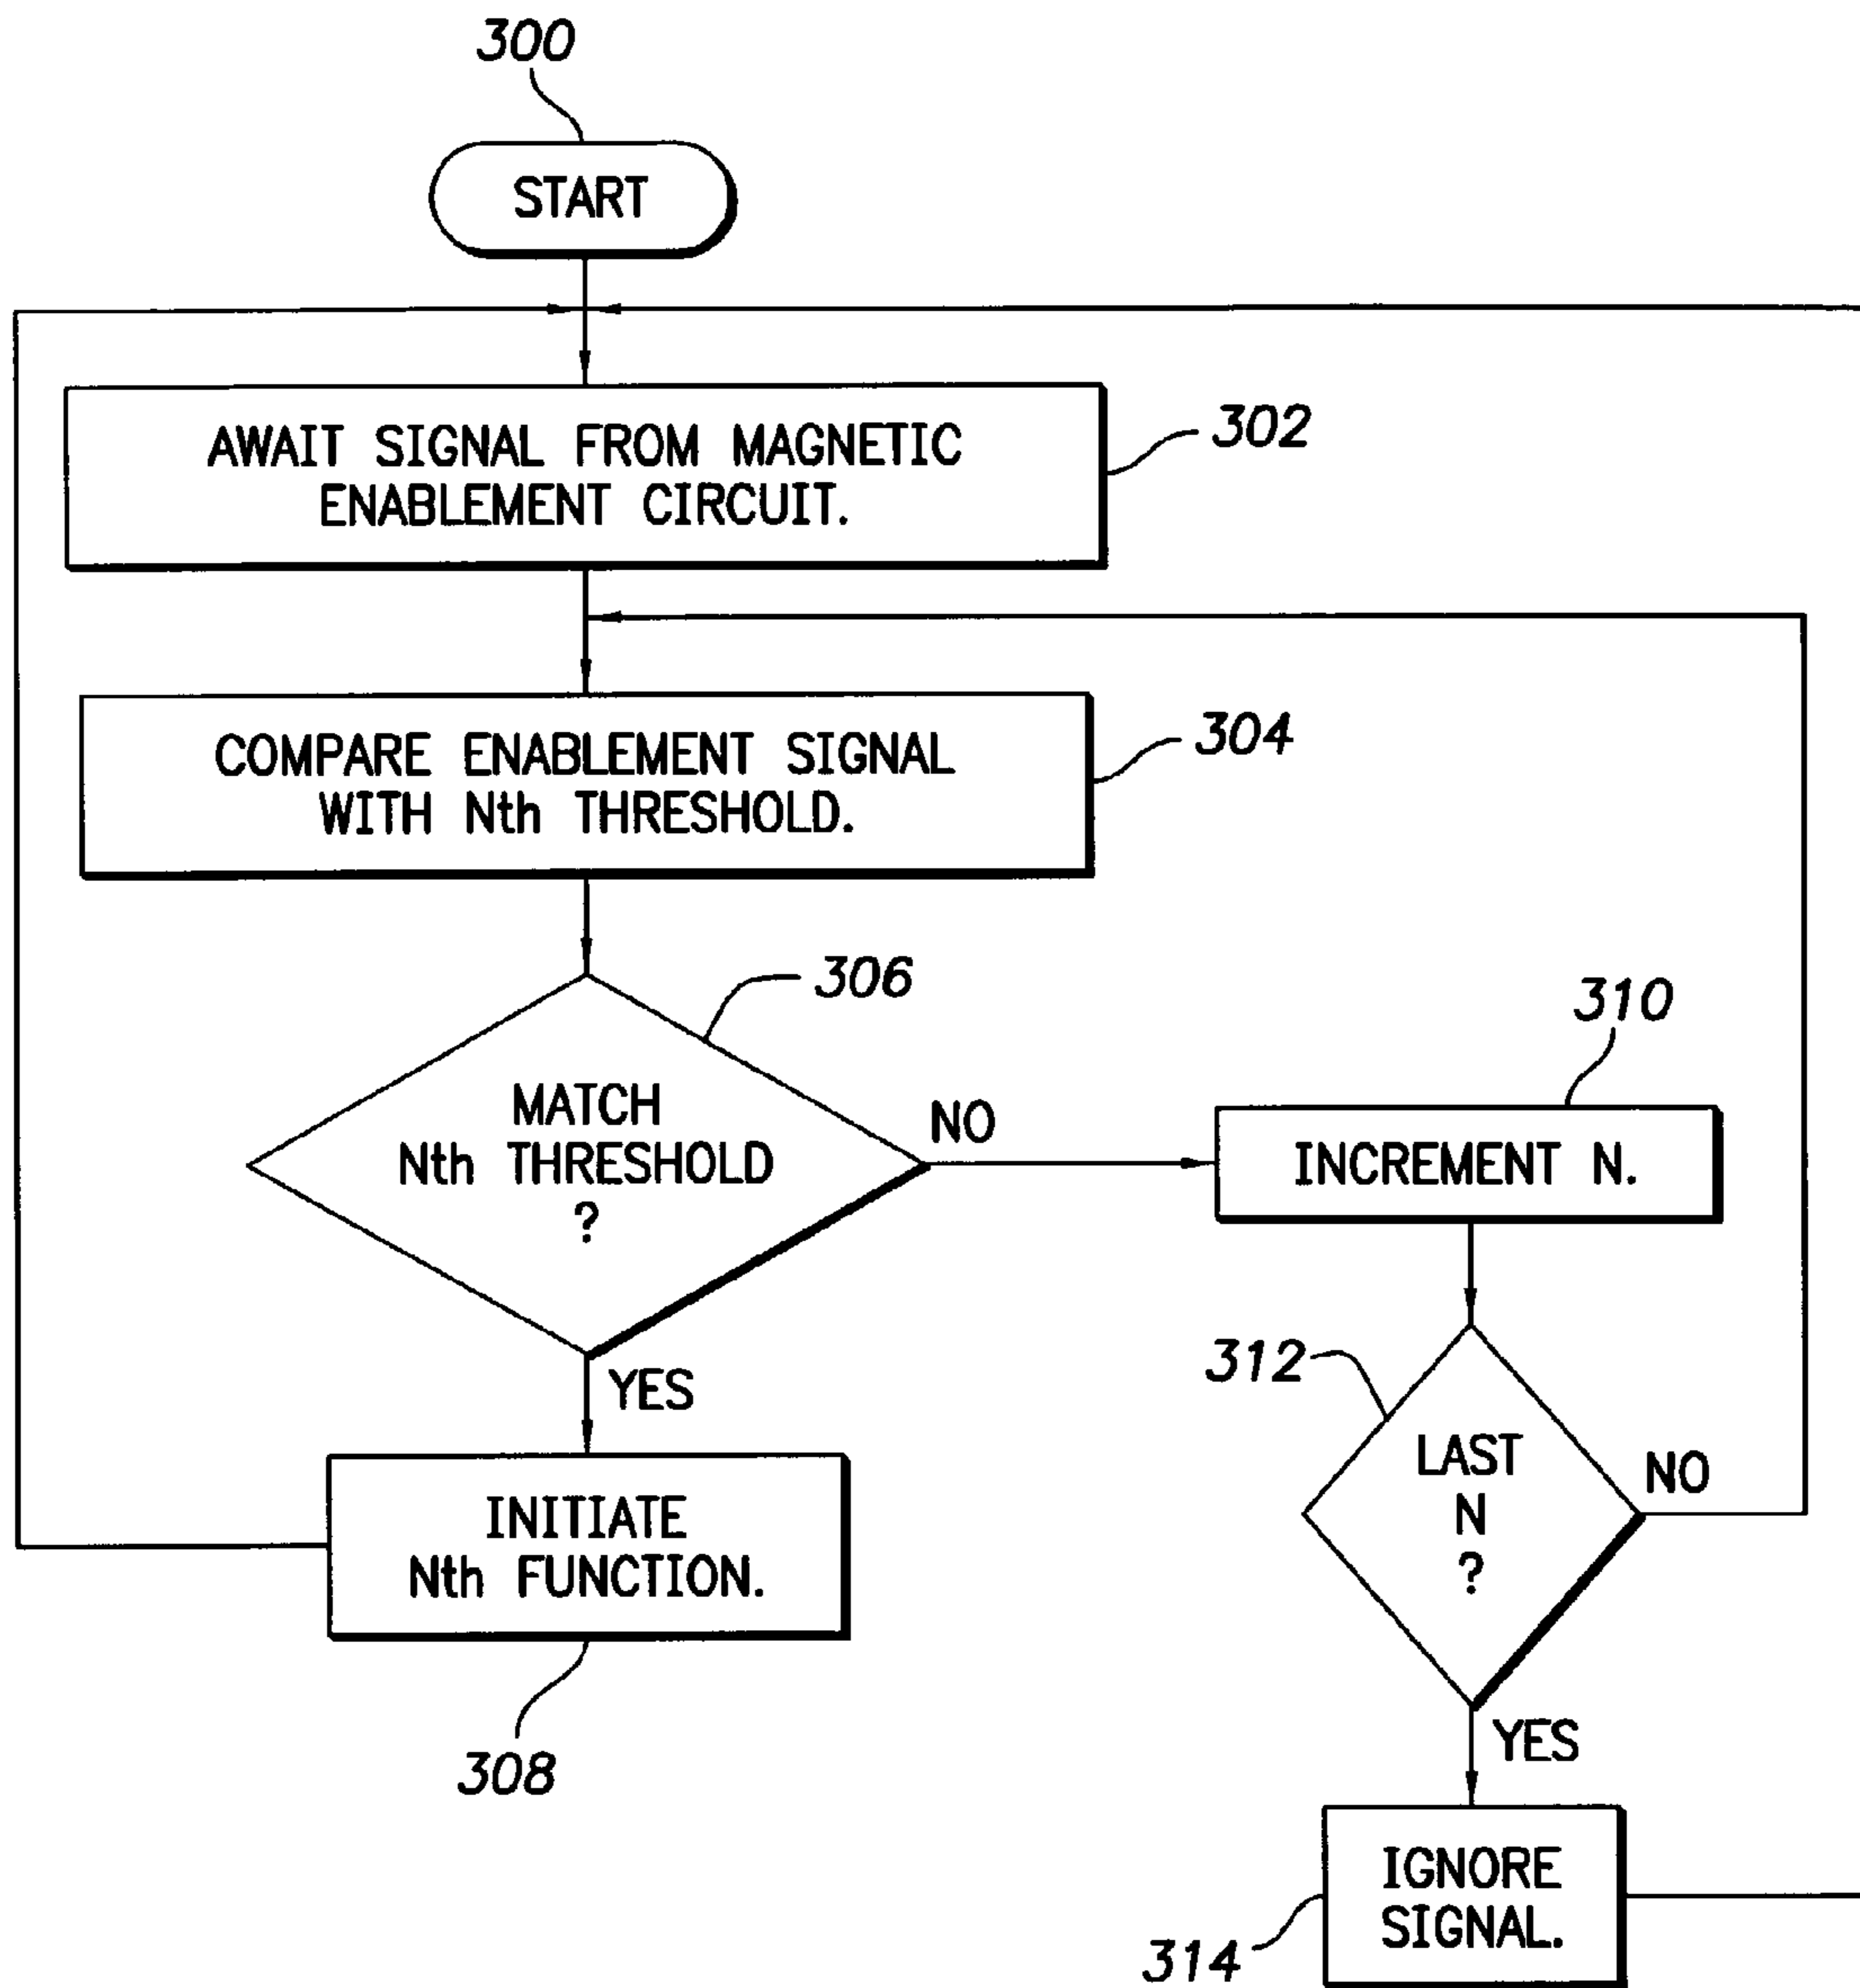 300
START
AWAIT SIGNAL FROM MAGNETIC
ENABLEMENT CIRCUIT.
302
COMPARE ENABLEMENT SIGNAL
WITH Nth THRESHOLD.
304
306
MATCH
Nth THRESHOLD
?
NO
310
INCREMENT N.
YES
312
LAST
N
?
NO
INITIATE
Nth FUNCTION.
308
YES
IGNORE
SIGNAL.
314